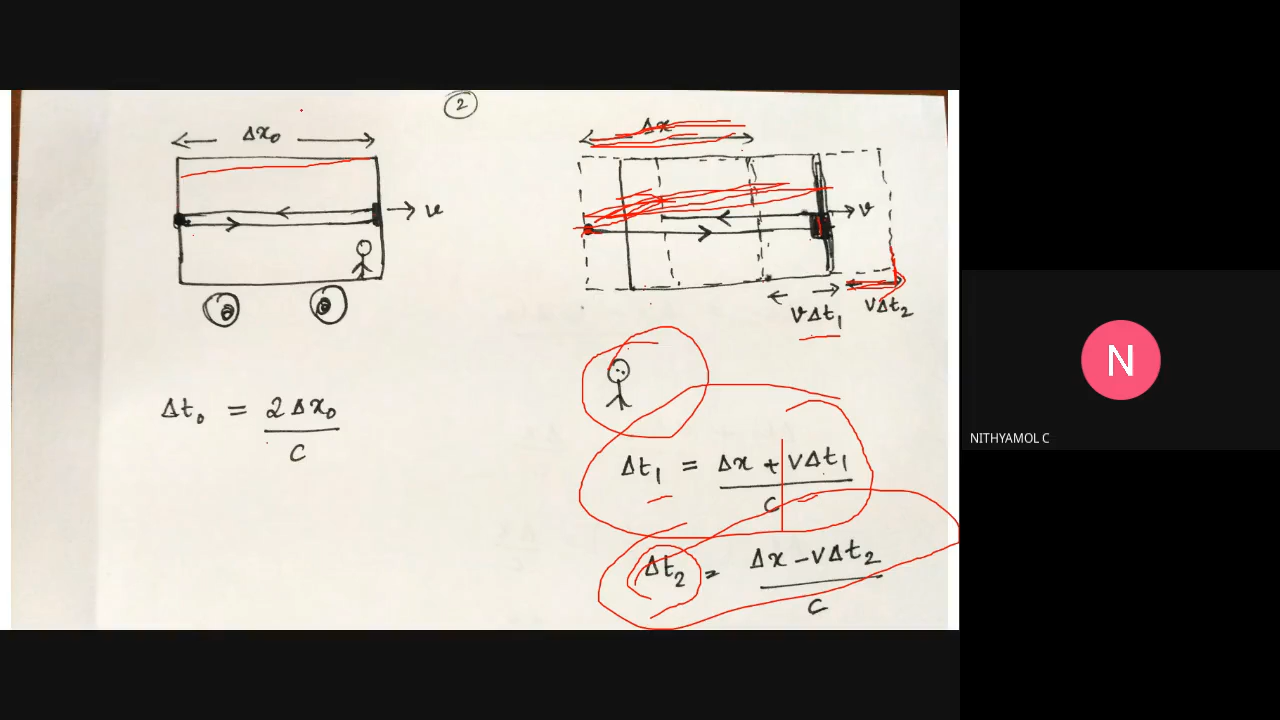 2
Δx₀
v
Δt₀ = 2Δx₀
c
Δx
v
vΔt₁
vΔt₂
Δt₁ = Δx + vΔt₁
c
Δt₂ = Δx − vΔt₂
c
N
NITHYAMOL C